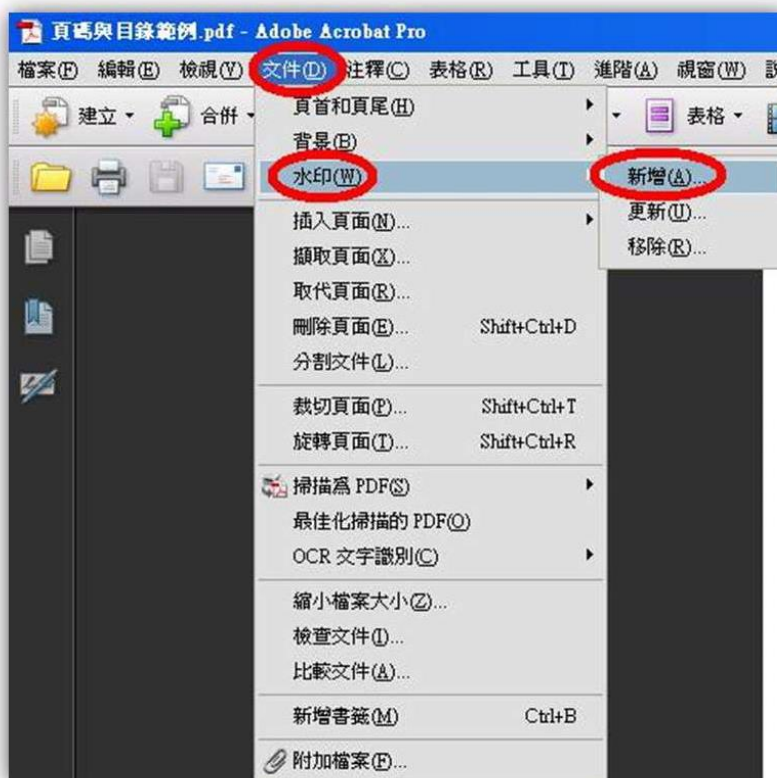 頁碼與目錄範例.pdf - Adobe Acrobat Pro
檔案(F) 編輯(E) 檢視(V) 文件(D) 注釋(C) 表格(R) 工具(T) 進階(A) 視窗(W)
建立 合併 表格
頁首和頁尾(H)
背景(B)
水印(W) 新增(A)...
更新(U)...
移除(R)...
插入頁面(N)...
擷取頁面(X)...
取代頁面(R)...
刪除頁面(E)... Shift+Ctrl+D
分割文件(L)...
裁切頁面(P)... Shift+Ctrl+T
旋轉頁面(T)... Shift+Ctrl+R
掃描為 PDF(S)
最佳化掃描的 PDF(O)
OCR 文字識別(C)
縮小檔案大小(Z)...
檢查文件(I)...
比較文件(A)...
新增書籤(M) Ctrl+B
附加檔案(F)...